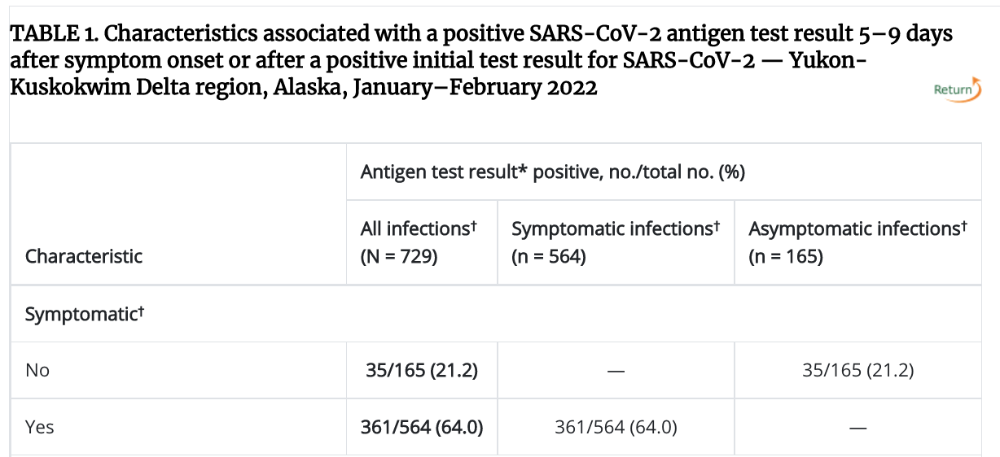 TABLE 1. Characteristics associated with a positive SARS-CoV-2 antigen test result 5–9 days
after symptom onset or after a positive initial test result for SARS-CoV-2 — Yukon-
Kuskokwim Delta region, Alaska, January–February 2022
Return
Characteristic
Antigen test result* positive, no./total no. (%)
All infections†
(N = 729)
Symptomatic infections†
(n = 564)
Asymptomatic infections†
(n = 165)
Symptomatic†
No 35/165 (21.2) — 35/165 (21.2)
Yes 361/564 (64.0) 361/564 (64.0) —